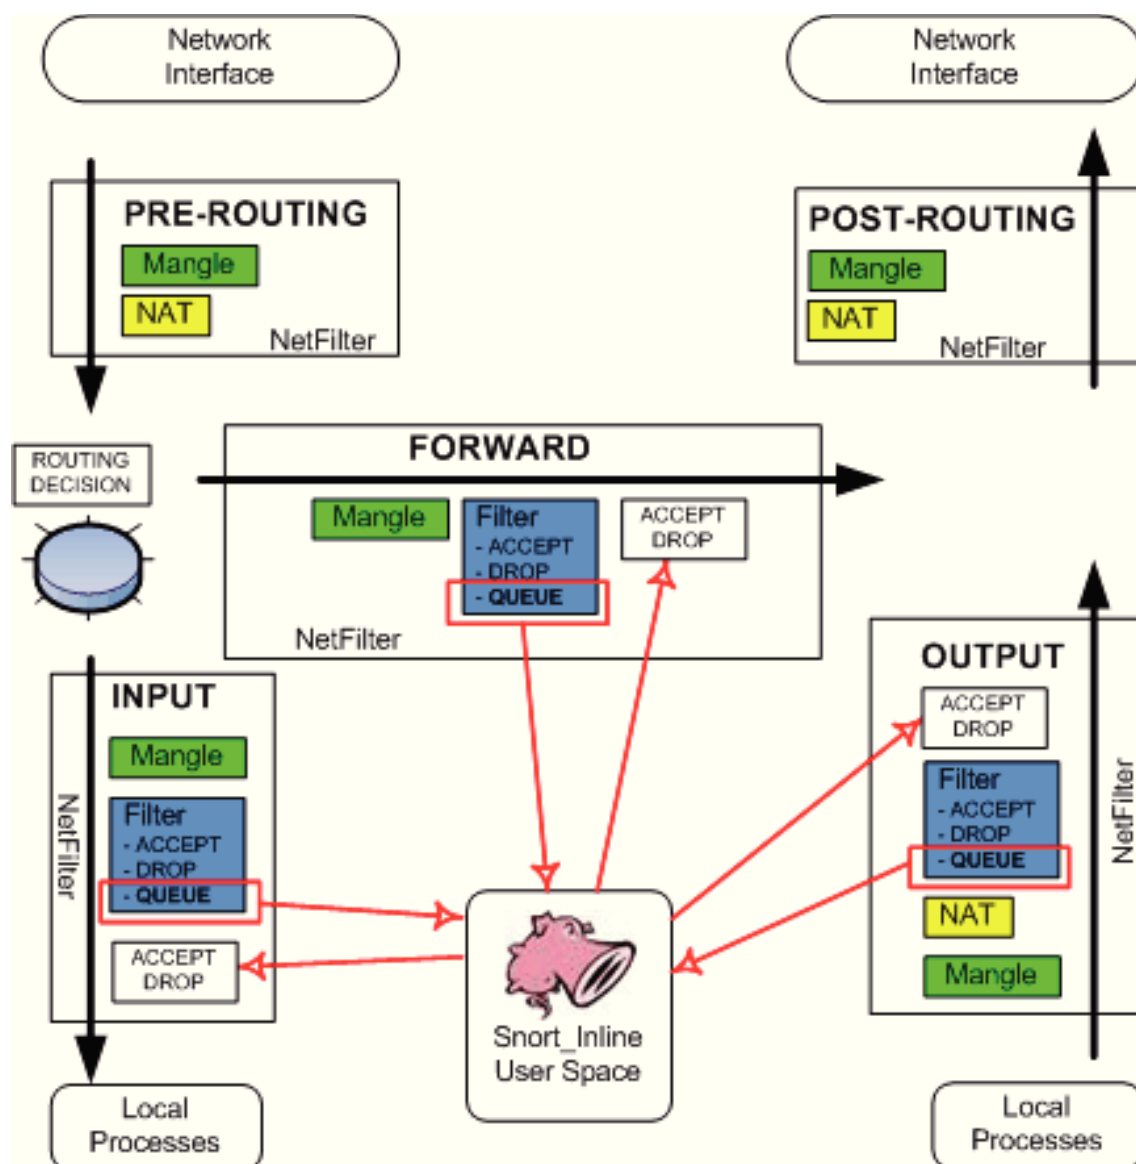 Network
Interface
Network
Interface
PRE-ROUTING
Mangle
NAT
NetFilter
POST-ROUTING
Mangle
NAT
NetFilter
ROUTING
DECISION
FORWARD
Mangle
Filter
- ACCEPT
- DROP
- QUEUE
ACCEPT
DROP
NetFilter
INPUT
Mangle
Filter
- ACCEPT
- DROP
- QUEUE
ACCEPT
DROP
NetFilter
OUTPUT
ACCEPT
DROP
Filter
- ACCEPT
- DROP
- QUEUE
NAT
Mangle
NetFilter
Snort_Inline
User Space
Local
Processes
Local
Processes